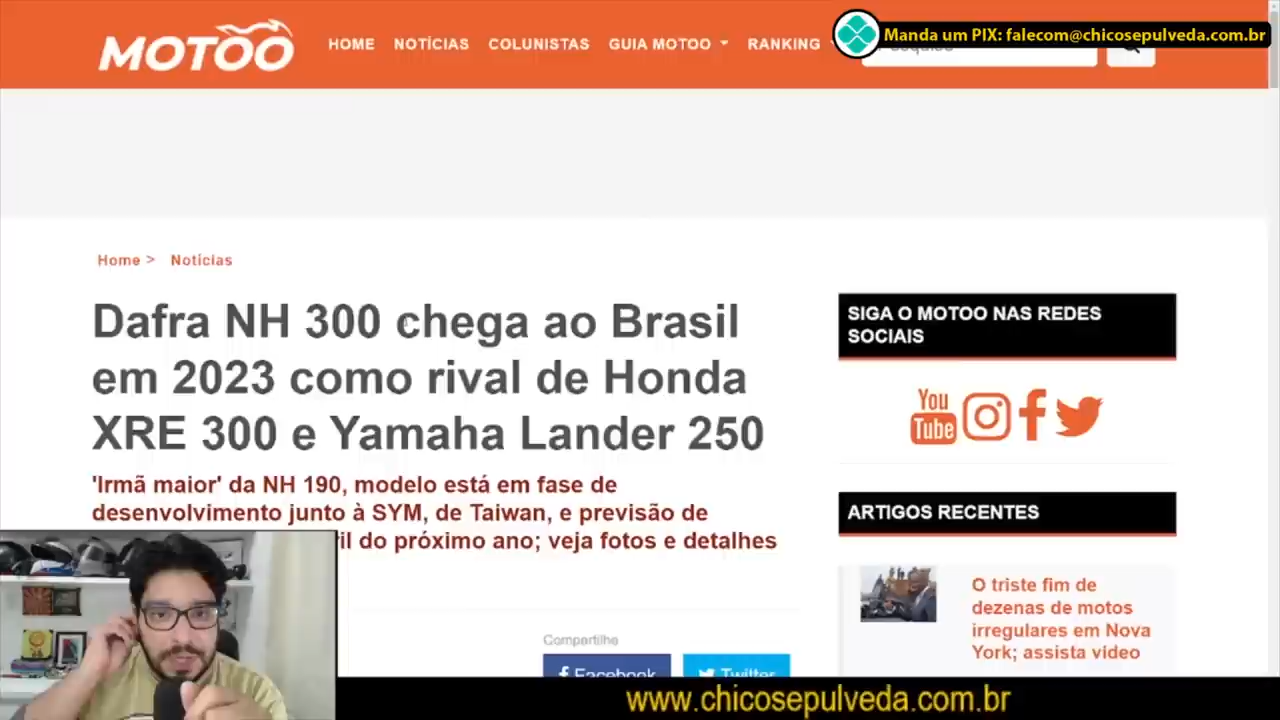 MOTOO
HOME NOTÍCIAS COLUNISTAS GUIA MOTOO RANKING
Manda um PIX: falecom@chicosepulveda.com.br
Home > Notícias
Dafra NH 300 chega ao Brasil
em 2023 como rival de Honda
XRE 300 e Yamaha Lander 250
'Irmã maior' da NH 190, modelo está em fase de
desenvolvimento junto à SYM, de Taiwan, e previsão de
do próximo ano; veja fotos e detalhes
Compartilhe
Facebook
Twitter
SIGA O MOTOO NAS REDES
SOCIAIS
You
Tube
ARTIGOS RECENTES
O triste fim de
dezenas de motos
irregulares em Nova
York; assista video
www.chicosepulveda.com.br